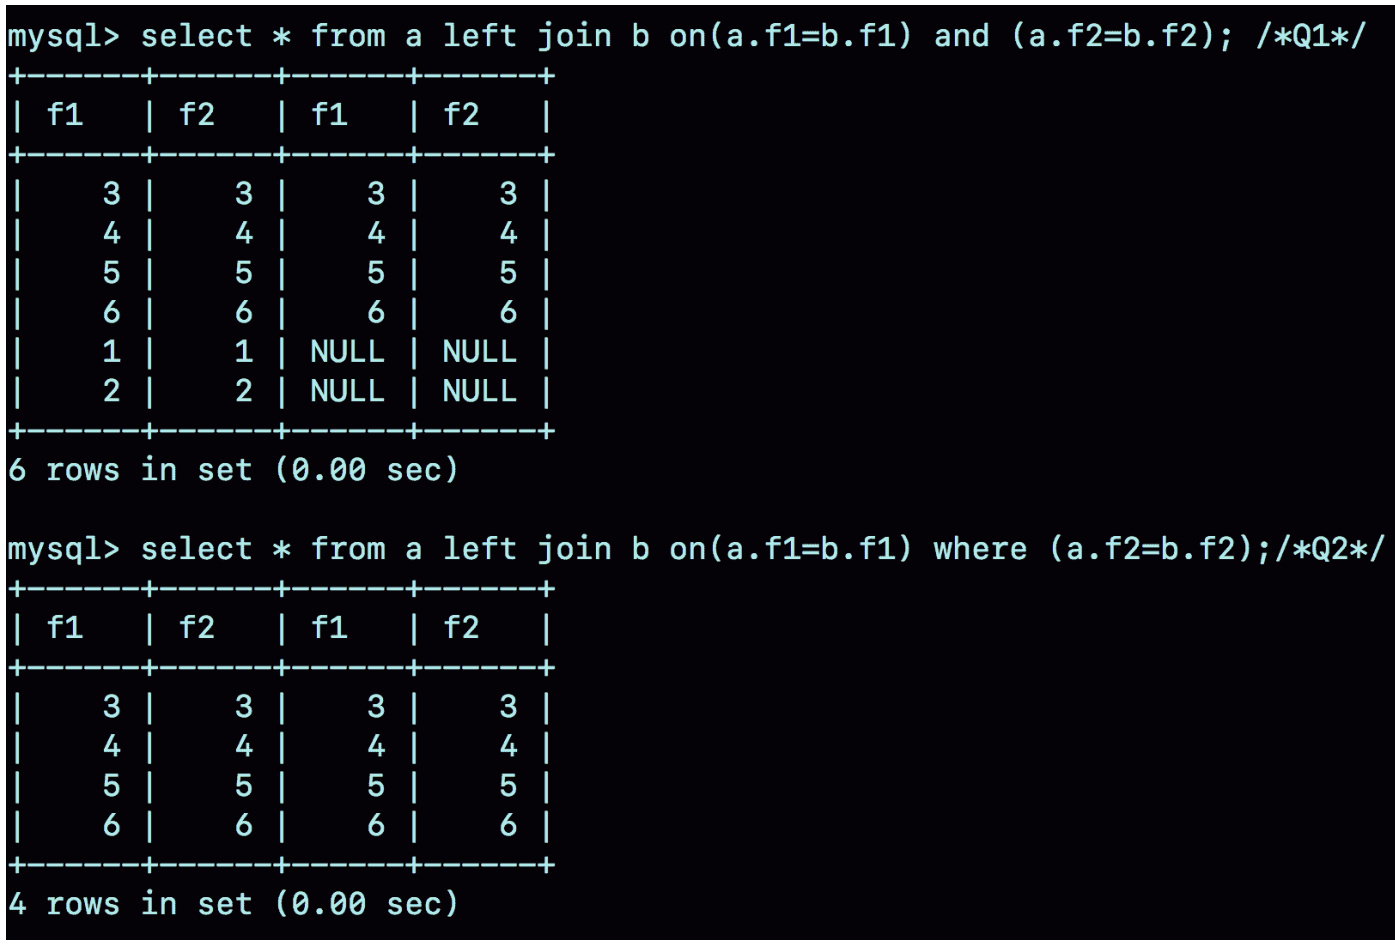 mysql> select * from a left join b on(a.f1=b.f1) and (a.f2=b.f2); /*Q1*/
+------+------+------+------+
| f1   | f2   | f1   | f2   |
+------+------+------+------+
|    3 |    3 |    3 |    3 |
|    4 |    4 |    4 |    4 |
|    5 |    5 |    5 |    5 |
|    6 |    6 |    6 |    6 |
|    1 |    1 | NULL | NULL |
|    2 |    2 | NULL | NULL |
+------+------+------+------+
6 rows in set (0.00 sec)

mysql> select * from a left join b on(a.f1=b.f1) where (a.f2=b.f2);/*Q2*/
+------+------+------+------+
| f1   | f2   | f1   | f2   |
+------+------+------+------+
|    3 |    3 |    3 |    3 |
|    4 |    4 |    4 |    4 |
|    5 |    5 |    5 |    5 |
|    6 |    6 |    6 |    6 |
+------+------+------+------+
4 rows in set (0.00 sec)